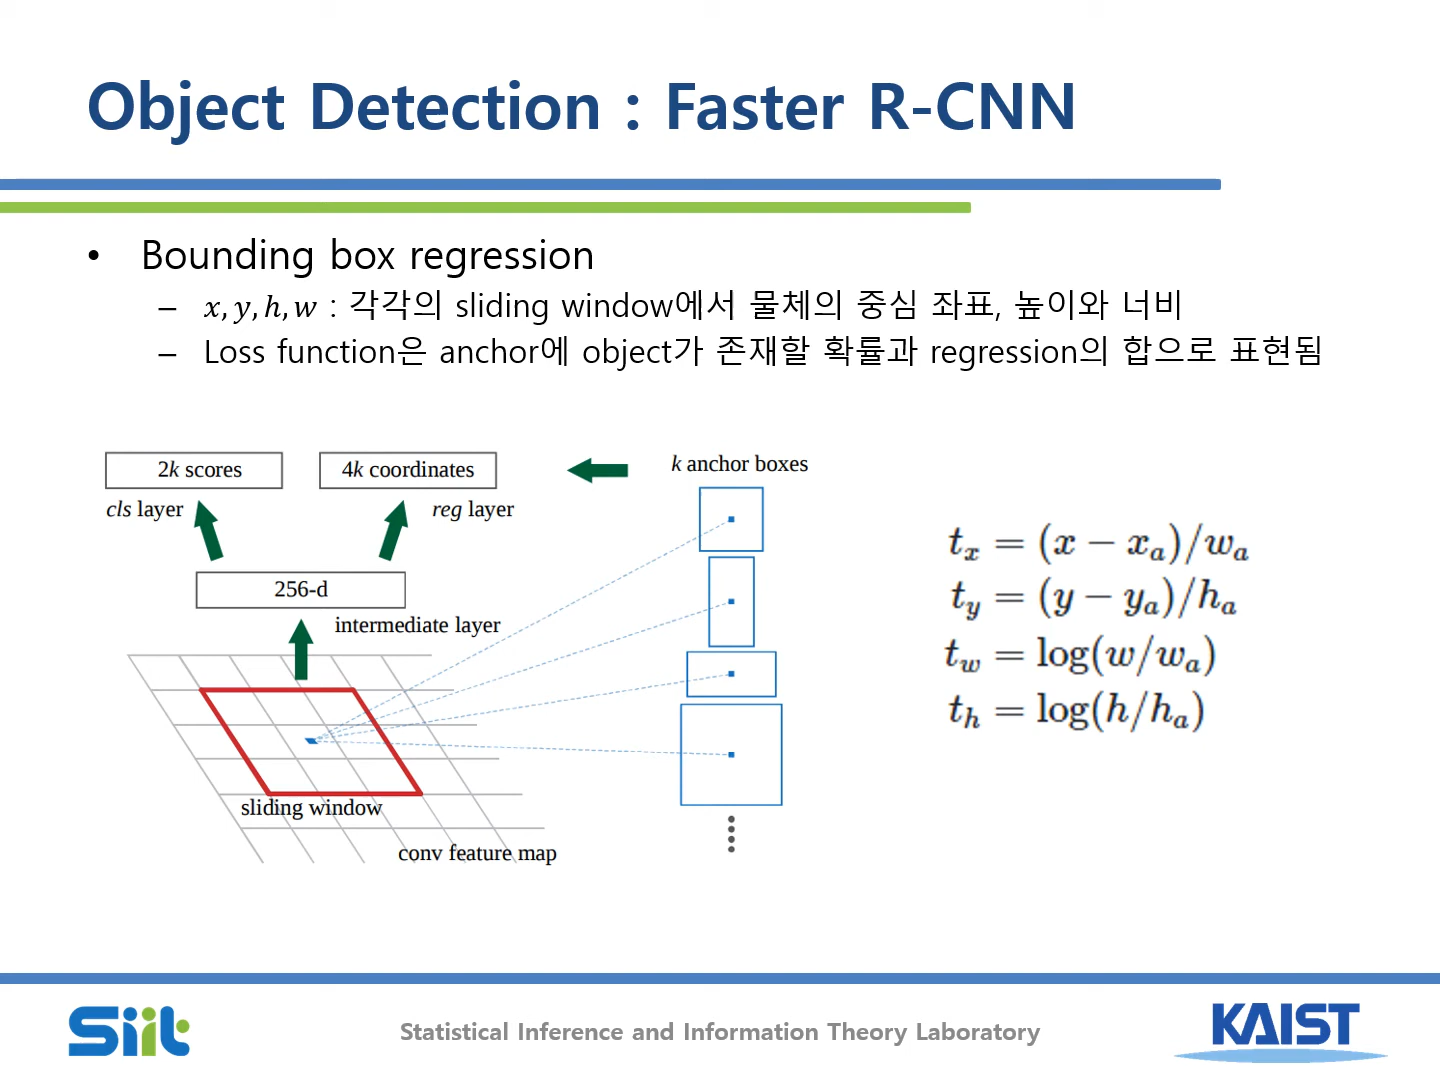 Object Detection : Faster R-CNN
• Bounding box regression
– x, y, h, w : 각각의 sliding window에서 물체의 중심 좌표, 높이와 너비
– Loss function은 anchor에 object가 존재할 확률과 regression의 합으로 표현됨
2k scores
4k coordinates
k anchor boxes
cls layer
reg layer
256-d
intermediate layer
sliding window
conv feature map
t_x = (x − x_a)/w_a
t_y = (y − y_a)/h_a
t_w = log(w/w_a)
t_h = log(h/h_a)
Siit
Statistical Inference and Information Theory Laboratory
KAIST